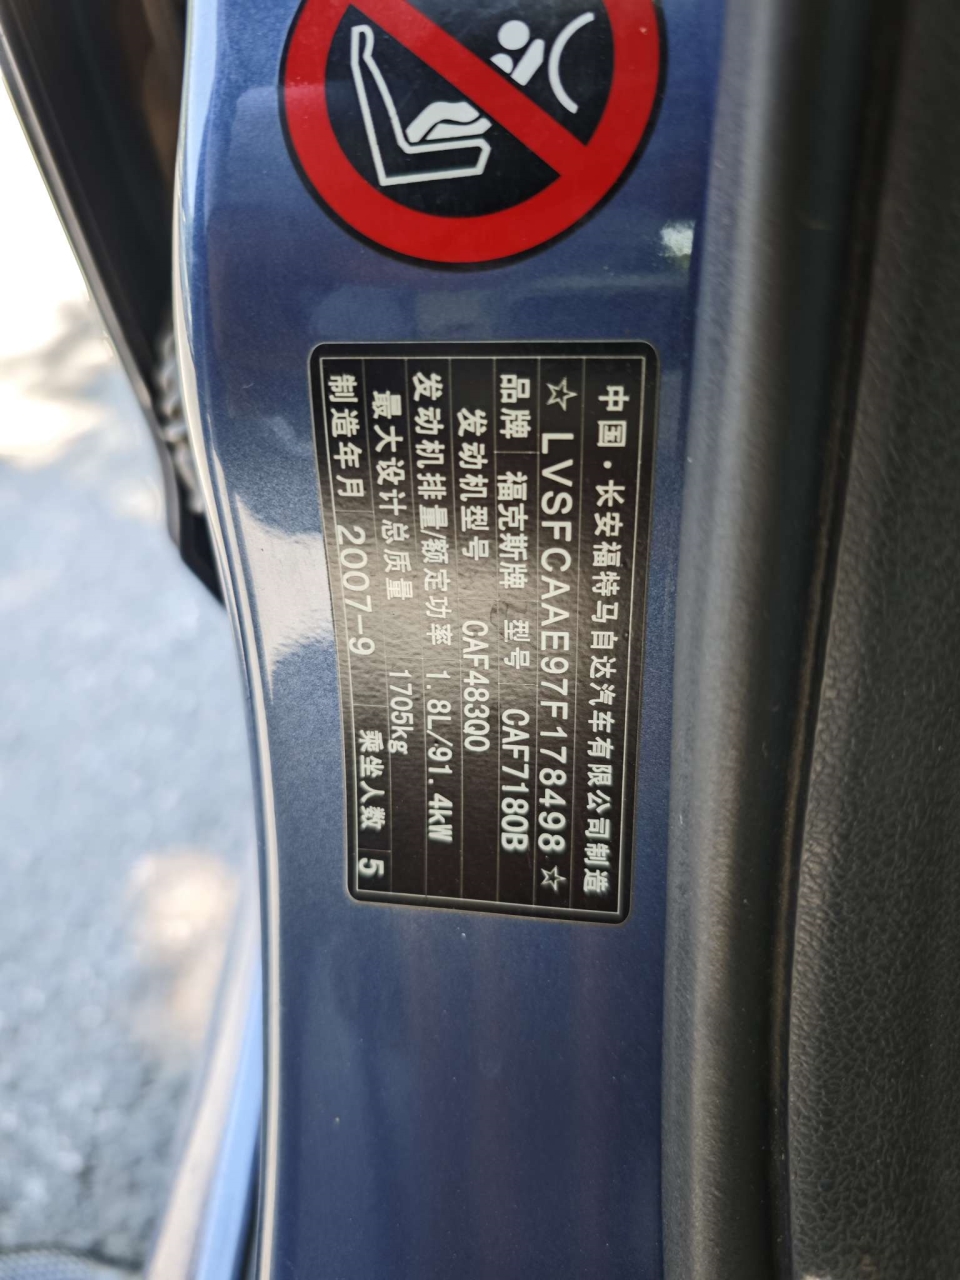 中国·长安福特马自达汽车有限公司制造
☆ LVSFCAAE97F178498 ☆
品牌 福克斯牌 型号 CAF7180B
发动机型号 CAF483Q0
发动机排量/额定功率 1.8L/91.4kW
最大设计总质量 1705kg
制造年月 2007-9 乘坐人数 5